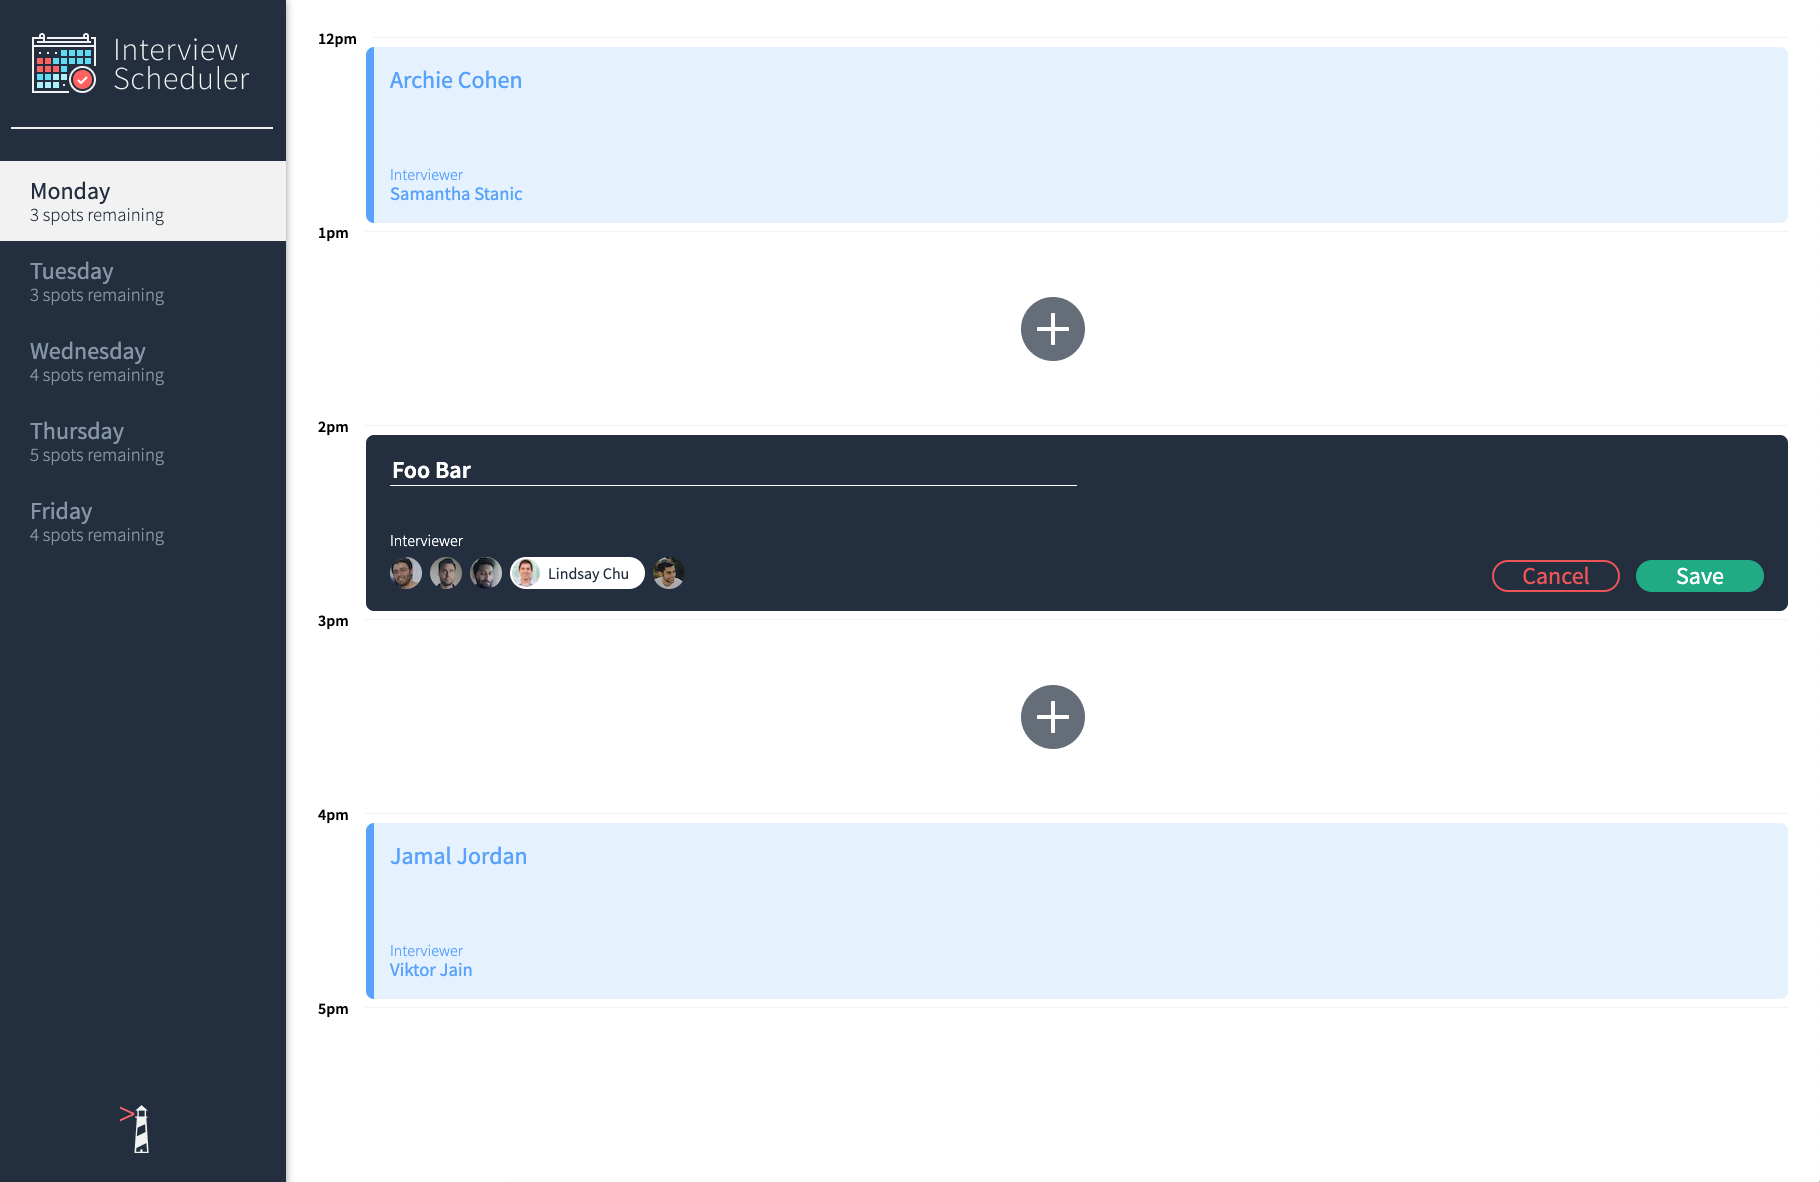 Interview
Scheduler
Monday
3 spots remaining
Tuesday
3 spots remaining
Wednesday
4 spots remaining
Thursday
5 spots remaining
Friday
4 spots remaining
12pm
Archie Cohen
Interviewer
Samantha Stanic
1pm
2pm
Foo Bar
Interviewer
Lindsay Chu
Cancel
Save
3pm
4pm
Jamal Jordan
Interviewer
Viktor Jain
5pm